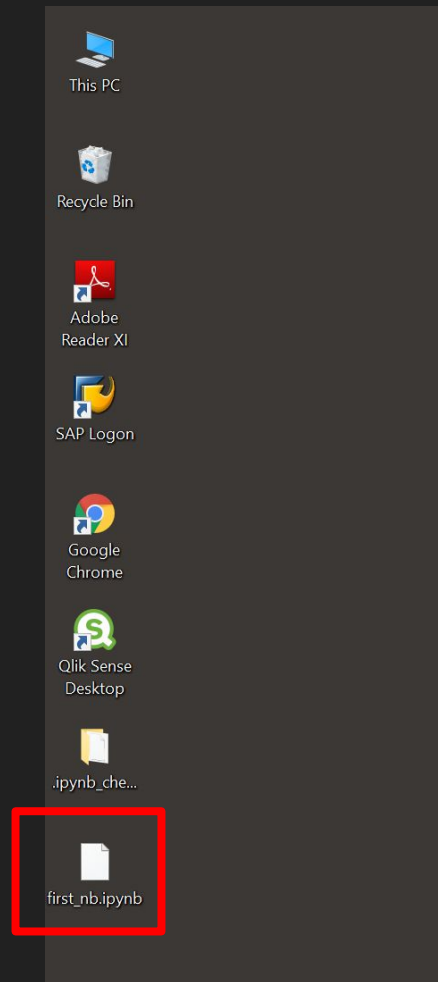 This PC
Recycle Bin
Adobe
Reader XI
SAP Logon
Google
Chrome
Qlik Sense
Desktop
.ipynb_che...
first_nb.ipynb